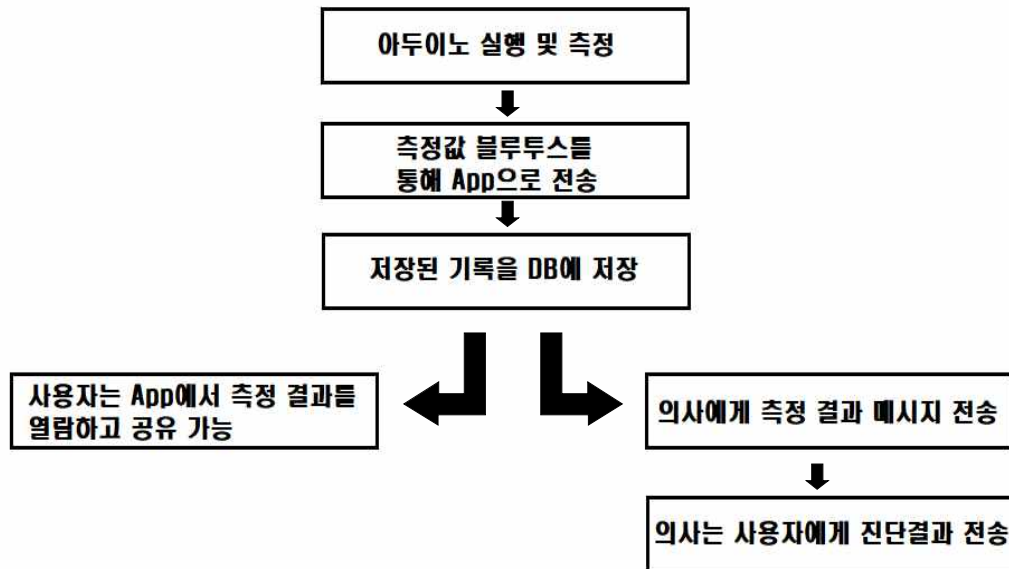 아두이노 실행 및 측정
측정값 블루투스를
통해 App으로 전송
저장된 기록을 DB에 저장
사용자는 App에서 측정 결과를
열람하고 공유 가능
의사에게 측정 결과 메시지 전송
의사는 사용자에게 진단결과 전송